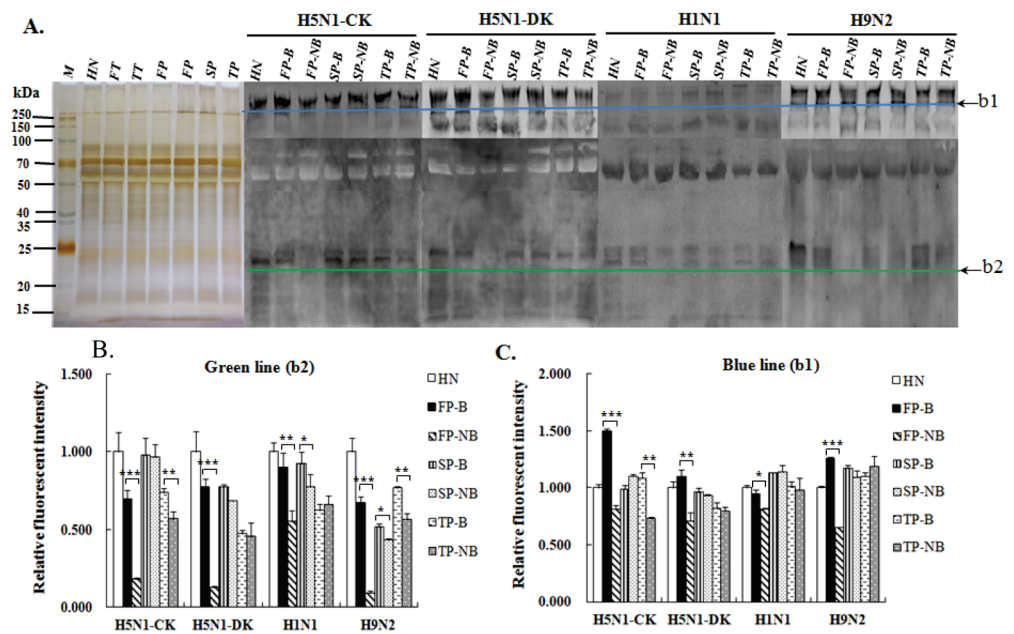 A.
H5N1-CK H5N1-DK H1N1 H9N2
M HN FT TT FP FP SP TP HN FP-B FP-NB SP-B SP-NB TP-B TP-NB HN FP-B FP-NB SP-B SP-NB TP-B TP-NB HN FP-B FP-NB SP-B SP-NB TP-B TP-NB HN FP-B FP-NB SP-B SP-NB TP-B TP-NB
kDa
250
150
100
70
50
40
35
25
20
15
b1
b2
B.
Green line (b2)
Relative fluorescent intensity
1.500
1.000
0.500
0.000
*** ** *** ** * *** * **
H5N1-CK H5N1-DK H1N1 H9N2
HN
FP-B
FP-NB
SP-B
SP-NB
TP-B
TP-NB
C.
Blue line (b1)
Relative fluorescent intensity
2.000
1.500
1.000
0.500
0.000
*** ** ** * ***
H5N1-CK H5N1-DK H1N1 H9N2
HN
FP-B
FP-NB
SP-B
SP-NB
TP-B
TP-NB